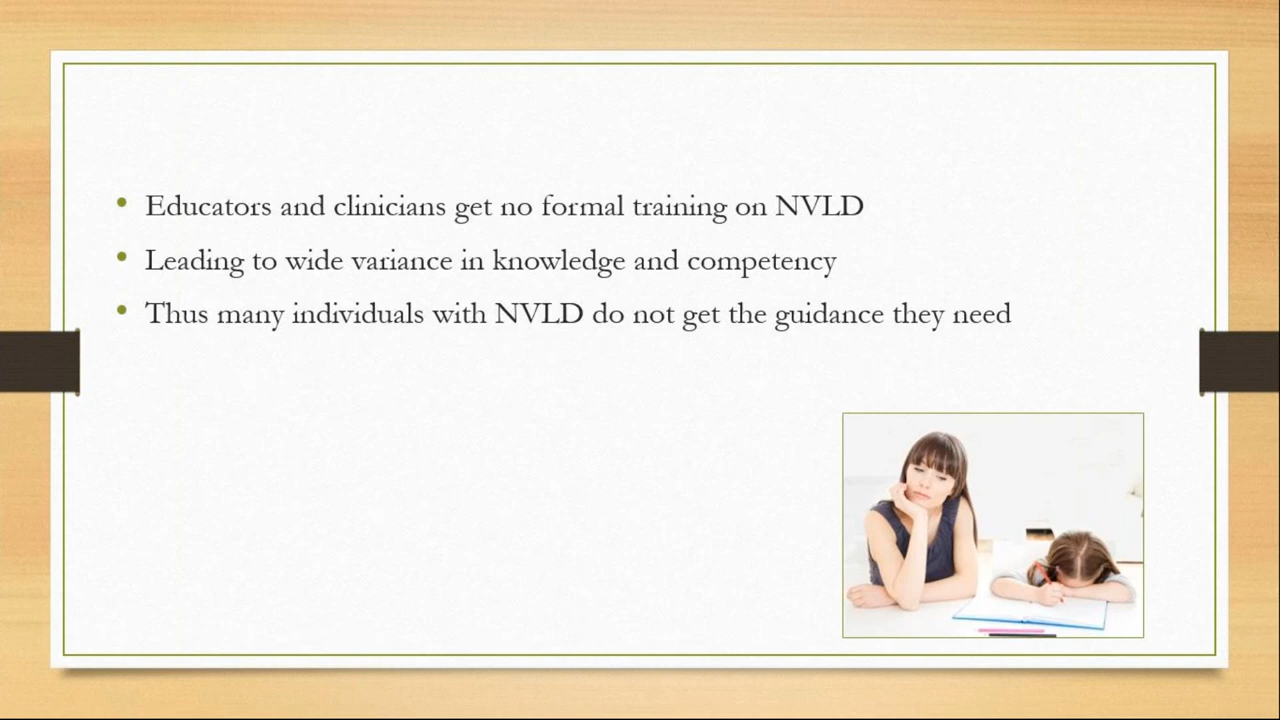 • Educators and clinicians get no formal training on NVLD
• Leading to wide variance in knowledge and competency
• Thus many individuals with NVLD do not get the guidance they need